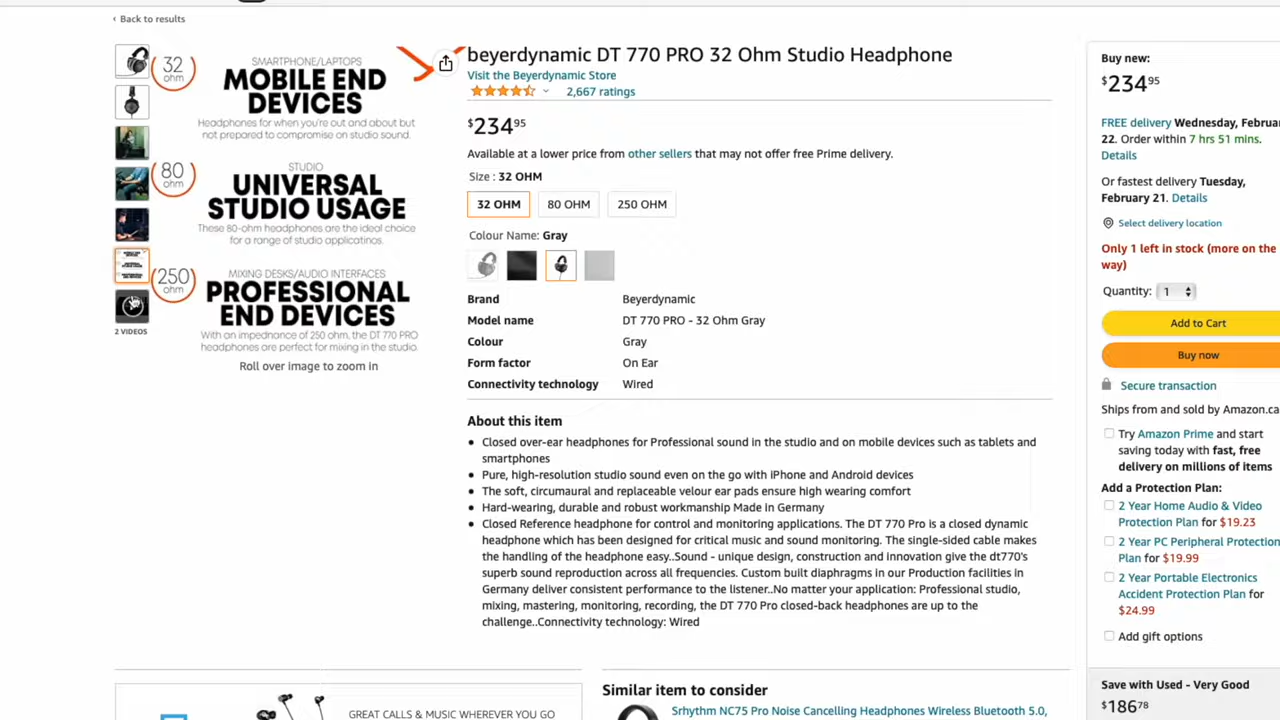 ‹ Back to results
32
ohm
SMARTPHONE/LAPTOPS
MOBILE END
DEVICES
Headphones for when you're out and about but
not prepared to compromise on studio sound.
80
ohm
STUDIO
UNIVERSAL
STUDIO USAGE
These 80-ohm headphones are the ideal choice
for a range of studio applicatinos.
250
ohm
MIXING DESKS/AUDIO INTERFACES
PROFESSIONAL
END DEVICES
With an impednance of 250 ohm, the DT 770 PRO
headphones are perfect for mixing in the studio.
2 VIDEOS
Roll over image to zoom in
beyerdynamic DT 770 PRO 32 Ohm Studio Headphone
Visit the Beyerdynamic Store
2,667 ratings
$234.95
Available at a lower price from other sellers that may not offer free Prime delivery.
Size : 32 OHM
32 OHM 80 OHM 250 OHM
Colour Name: Gray
Brand Beyerdynamic
Model name DT 770 PRO - 32 Ohm Gray
Colour Gray
Form factor On Ear
Connectivity technology Wired
About this item
• Closed over-ear headphones for Professional sound in the studio and on mobile devices such as tablets and
smartphones
• Pure, high-resolution studio sound even on the go with iPhone and Android devices
• The soft, circumaural and replaceable velour ear pads ensure high wearing comfort
• Hard-wearing, durable and robust workmanship Made in Germany
• Closed Reference headphone for control and monitoring applications. The DT 770 Pro is a closed dynamic
headphone which has been designed for critical music and sound monitoring. The single-sided cable makes
the handling of the headphone easy..Sound - unique design, construction and innovation give the dt770's
superb sound reproduction across all frequencies. Custom built diaphragms in our Production facilities in
Germany deliver consistent performance to the listener..No matter your application: Professional studio,
mixing, mastering, monitoring, recording, the DT 770 Pro closed-back headphones are up to the
challenge..Connectivity technology: Wired
Buy new:
$234.95
FREE delivery Wednesday, Februar
22. Order within 7 hrs 51 mins.
Details
Or fastest delivery Tuesday,
February 21. Details
Select delivery location
Only 1 left in stock (more on the
way)
Quantity: 1
Add to Cart
Buy now
Secure transaction
Ships from and sold by Amazon.ca
Try Amazon Prime and start
saving today with fast, free
delivery on millions of items
Add a Protection Plan:
2 Year Home Audio & Video
Protection Plan for $19.23
2 Year PC Peripheral Protection
Plan for $19.99
2 Year Portable Electronics
Accident Protection Plan for
$24.99
Add gift options
Save with Used - Very Good
$186.78
GREAT CALLS & MUSIC WHEREVER YOU GO
Similar item to consider
Srhythm NC75 Pro Noise Cancelling Headphones Wireless Bluetooth 5.0,